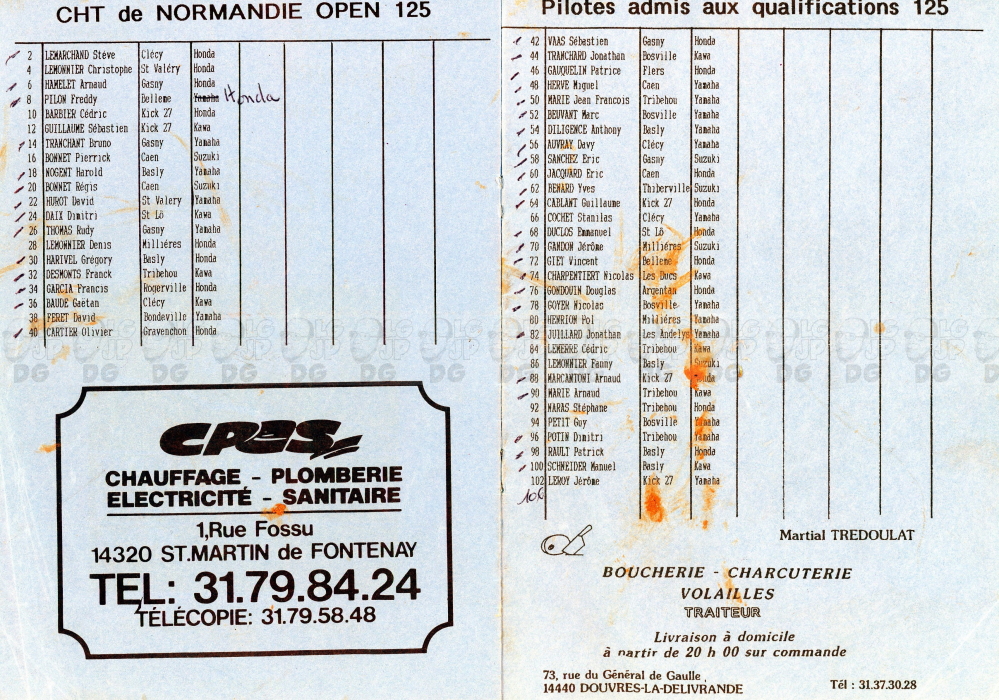 CHT de NORMANDIE OPEN 125
2 LEMARCHAND Stéve Clécy Honda
4 LEMONNIER Christophe St Valéry Honda
6 HAMELET Arnaud Gasny Honda
8 PILON Freddy Belleme Yamaha Honda
10 BARBIER Cédric Kick 27 Honda
12 GUILLAUME Sébastien Kick 27 Kawa
14 TRANCHANT Bruno Gasny Yamaha
16 BONNET Pierrick Caen Suzuki
18 NOGENT Harold Basly Yamaha
20 BONNET Régis Caen Suzuki
22 HUROT David St Valery Yamaha
24 DAIX Dimitri St Lô Kawa
26 THOMAS Rudy Gasny Yamaha
28 LEMONNIER Denis Milliéres Honda
30 HARIVEL Grégory Basly Honda
32 DESMONTS Franck Tribehou Kawa
34 GARCIA Francis Rogerville Honda
36 BAUDE Gaëtan Clécy Kawa
38 FERET David Bondeville Yamaha
40 CARTIER Olivier Gravenchon Honda
CPES
CHAUFFAGE - PLOMBERIE
ELECTRICITÉ - SANITAIRE
1,Rue Fossu
14320 ST.MARTIN de FONTENAY
TEL: 31.79.84.24
TÉLÉCOPIE: 31.79.58.48
Pilotes admis aux qualifications 125
42 VAAS Sébastien Gasny Honda
44 TRANCHARD Jonathan Bosville Kawa
46 GAUQUELIN Patrice Flers Honda
48 HERVE Miguel Caen Yamaha
50 MARIE Jean Francois Tribehou Yamaha
52 BEUVANT Marc Bosville Yamaha
54 DILIGENCE Anthony Basly Yamaha
56 AUVRAY Davy Clécy Yamaha
58 SANCHEZ Eric Gasny Suzuki
60 JACQUARD Eric Caen Honda
62 BENARD Yves Thiberville Suzuki
64 CABLANT Guillaume Kick 27 Honda
66 COCHET Stanilas Clécy Yamaha
68 DUCLOS Emmanuel St Lô Honda
70 GANDON Jérôme Milliéres Suzuki
72 GIET Vincent Belleme Honda
74 CHARPENTIERT Nicolas Les Ducs Kawa
76 GONDOUIN Douglas Argentan Honda
78 GOYER Nicolas Bosville Yamaha
80 HENRION Pol Milliéres Yamaha
82 JUILLARD Jonathan Les Andelys Yamaha
84 LEMERRE Cédric Tribehou Kawa
86 LEMONNIER Fanny Basly Suzuki
88 MARCANTONI Arnaud Kick 27 Honda
90 MARIE Arnaud Tribehou Kawa
92 MARAS Stéphane Tribehou Honda
94 PETIT Guy Bosville Yamaha
96 POTIN Dimitri Tribehou Yamaha
98 RAULT Patrick Basly Honda
100 SCHNEIDER Manuel Basly Kawa
102 LEROY Jérôme Kick 27 Yamaha
106
Martial TREDOULAT
BOUCHERIE - CHARCUTERIE
VOLAILLES
TRAITEUR
Livraison à domicile
à partir de 20 h 00 sur commande
73, rue du Général de Gaulle
14440 DOUVRES-LA-DELIVRANDE
Tél : 31.37.30.28